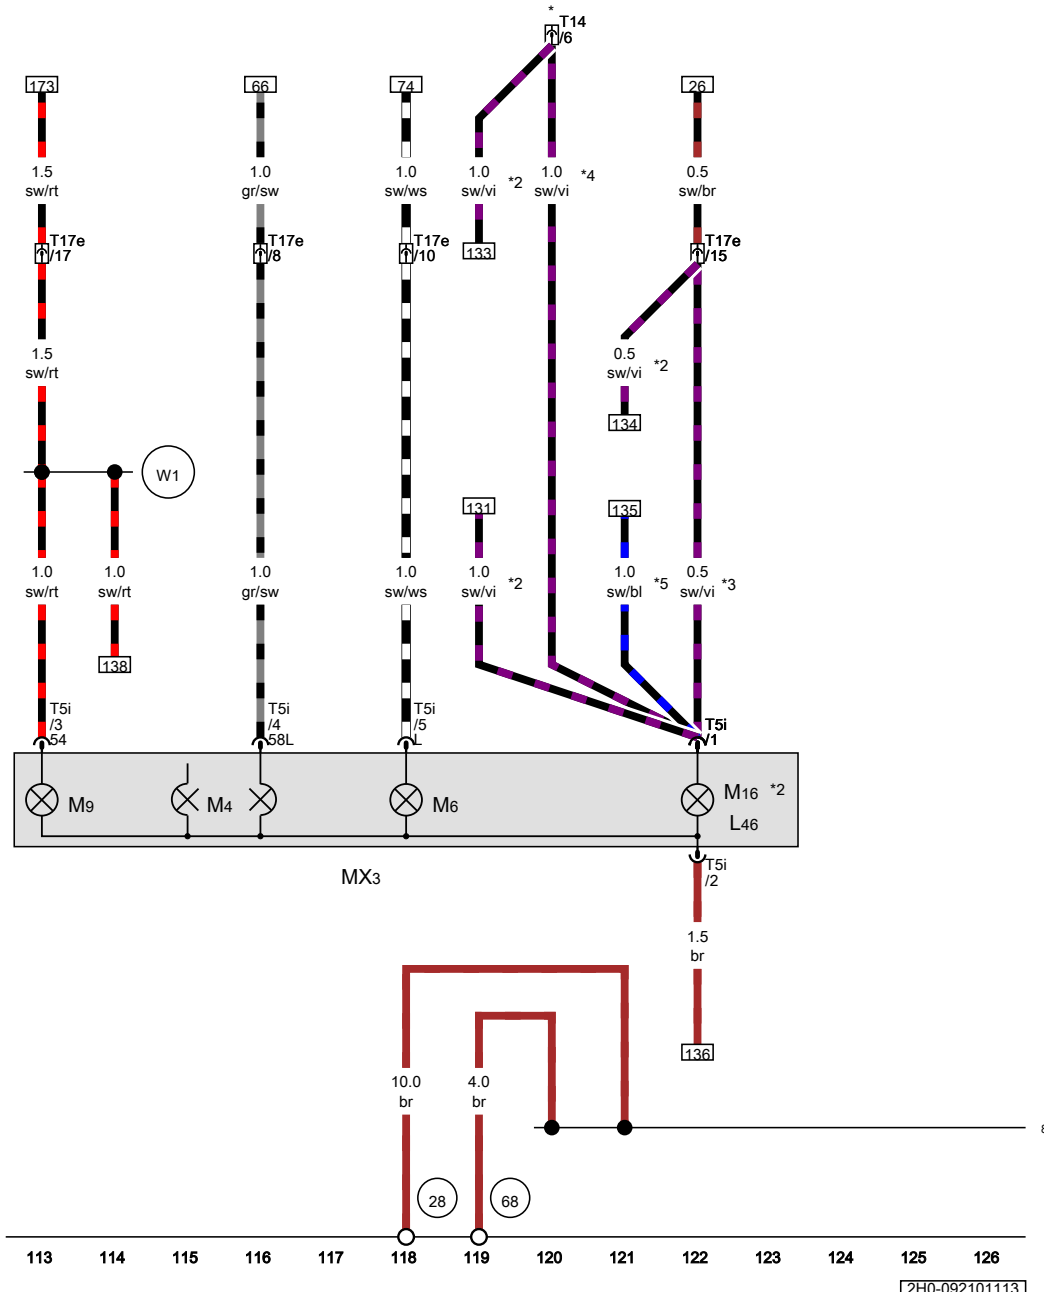 *
T14
/6
173
66
74
26
1.5
sw/rt
1.0
gr/sw
1.0
sw/ws
1.0
sw/vi
*2
1.0
sw/vi
*4
0.5
sw/br
T17e
/17
T17e
/8
T17e
/10
133
T17e
/15
1.5
sw/rt
0.5
sw/vi
*2
134
W1
131
135
1.0
sw/rt
1.0
sw/rt
1.0
gr/sw
1.0
sw/ws
1.0
sw/vi
*2
1.0
sw/bl
*5
0.5
sw/vi
*3
138
T5i
/3
54
T5i
/4
58L
T5i
/5
L
T5i
/1
M9
M4
M6
M16
*2
L46
MX3
T5i
/2
1.5
br
136
10.0
br
4.0
br
28
68
113 114 115 116 117 118 119 120 121 122 123 124 125 126
2H0-092101113